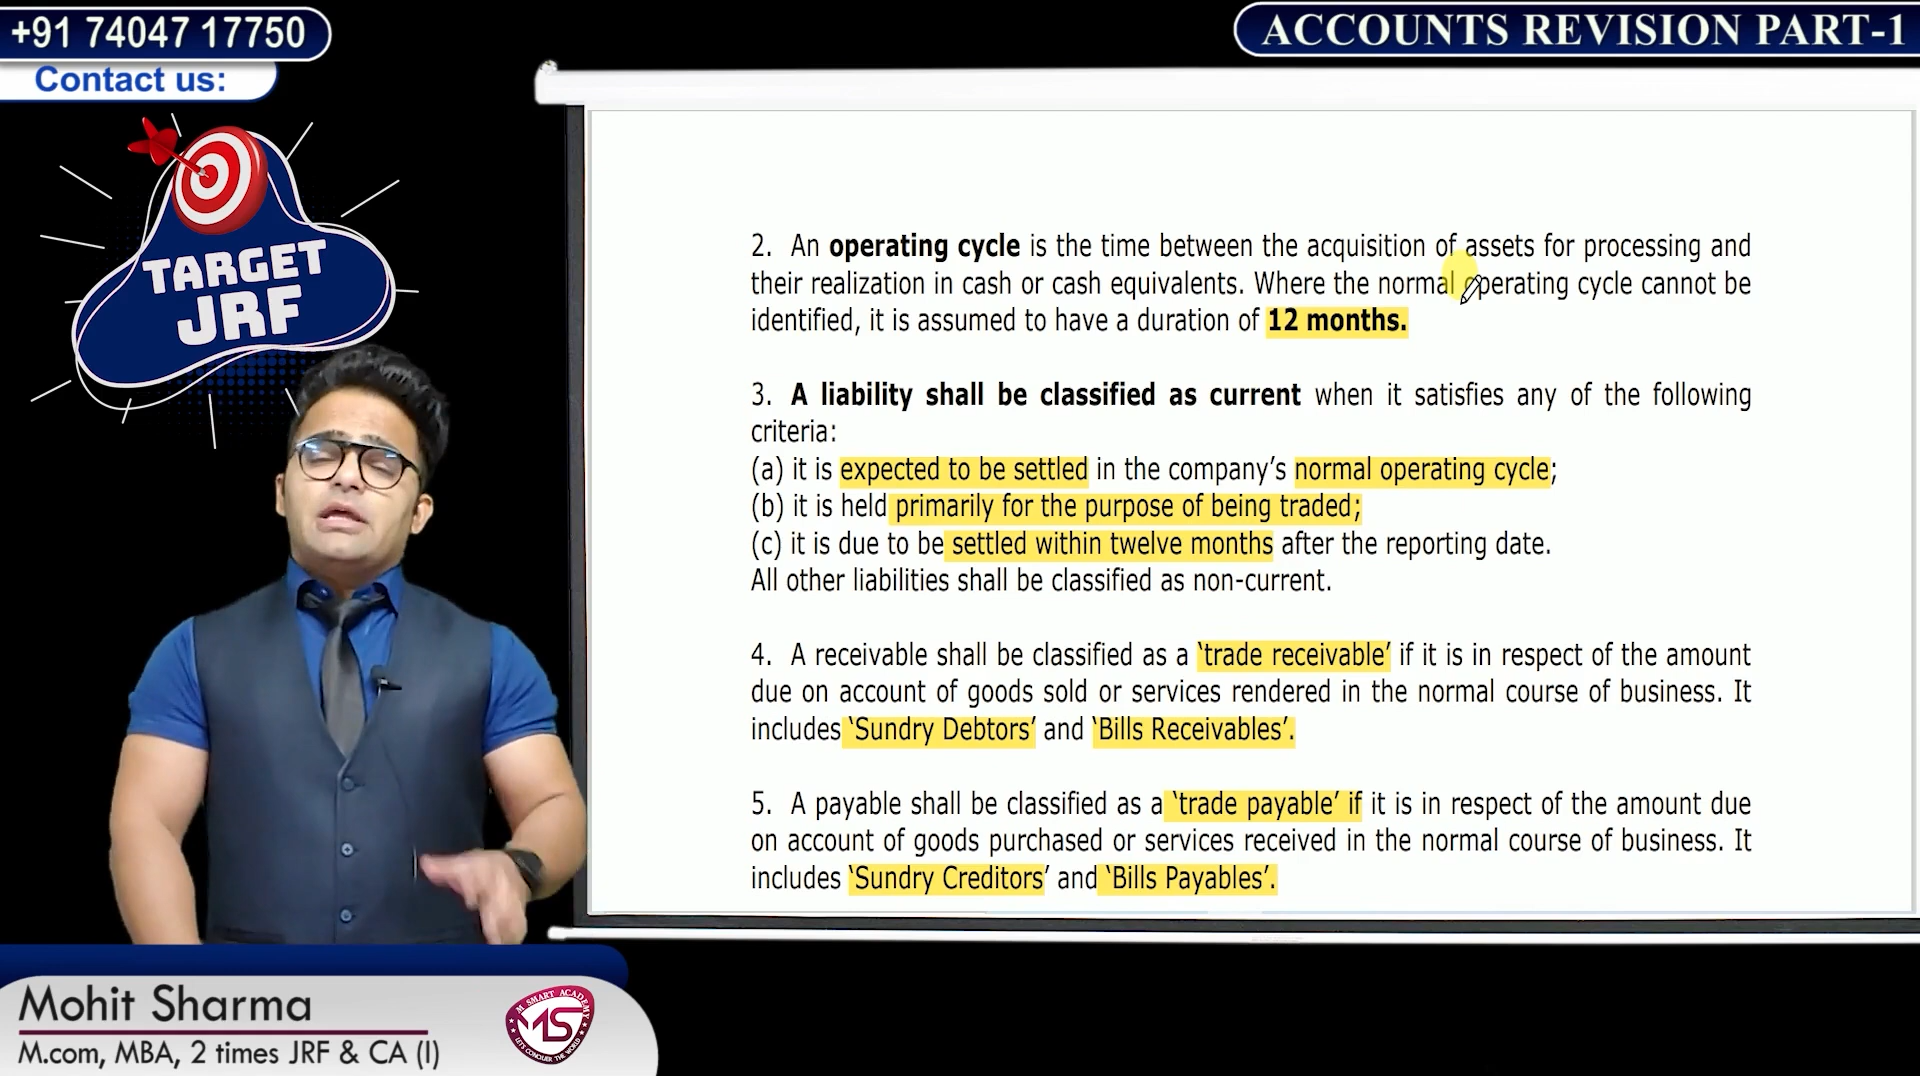 +91 74047 17750
Contact us:
ACCOUNTS REVISION PART-1
TARGET
JRF
2. An operating cycle is the time between the acquisition of assets for processing and
their realization in cash or cash equivalents. Where the normal operating cycle cannot be
identified, it is assumed to have a duration of 12 months.
3. A liability shall be classified as current when it satisfies any of the following
criteria:
(a) it is expected to be settled in the company’s normal operating cycle;
(b) it is held primarily for the purpose of being traded;
(c) it is due to be settled within twelve months after the reporting date.
All other liabilities shall be classified as non-current.
4. A receivable shall be classified as a ‘trade receivable’ if it is in respect of the amount
due on account of goods sold or services rendered in the normal course of business. It
includes ‘Sundry Debtors’ and ‘Bills Receivables’.
5. A payable shall be classified as a ‘trade payable’ if it is in respect of the amount due
on account of goods purchased or services received in the normal course of business. It
includes ‘Sundry Creditors’ and ‘Bills Payables’.
Mohit Sharma
M.com, MBA, 2 times JRF & CA (I)
M SMART ACADEMY
MS
LET'S CONQUER THE WORLD